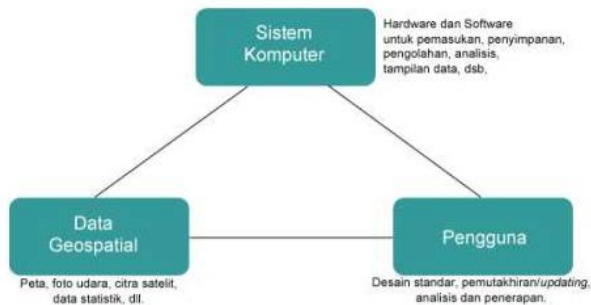 Sistem
Komputer
Hardware dan Software
untuk pemasukan, penyimpanan,
pengolahan, analisis,
tampilan data, dsb,
Data
Geospatial
Peta, foto udara, citra satelit,
data statistik, dll.
Pengguna
Desain standar, pemutakhiran/updating,
analisis dan penerapan.